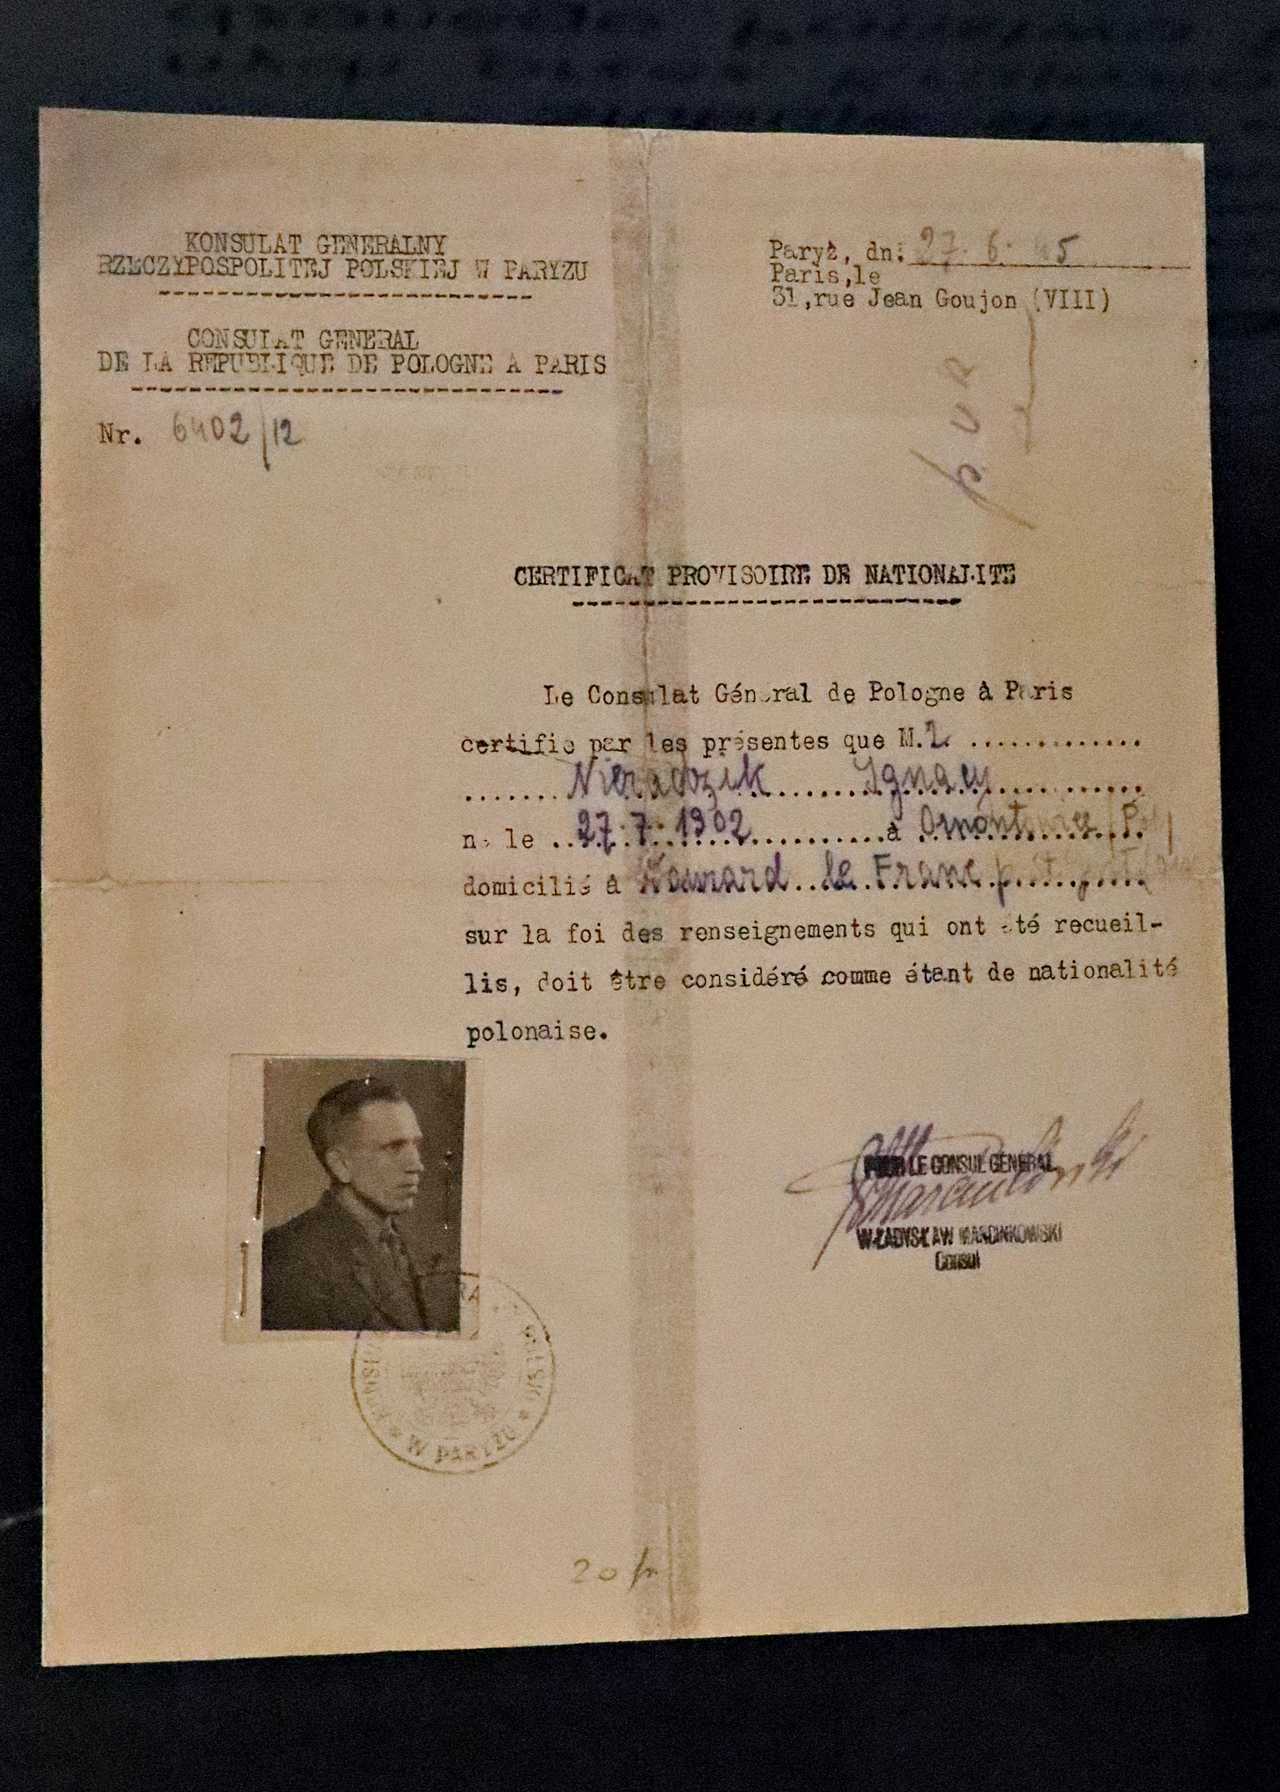 KONSULAT GENERALNY
RZECZYPOSPOLITEJ POLSKIEJ W PARYZU
CONSULAT GENERAL
DE LA REPUBLIQUE DE POLOGNE A PARIS
Nr. 6402/12
Paryż, dn: 27.6.45
Paris,le
31,rue Jean Goujon (VIII)
CERTIFICAT PROVISOIRE DE NATIONALITE
Le Consulat Général de Pologne à Paris
certifie par les présentes que M.
Nieradzik Ignacy
né le 27.7.1902 à
domicilié à le Franc
sur la foi des renseignements qui ont été recueil-
lis, doit être considéré comme étant de nationalité
polonaise.
POUR LE CONSUL GENERAL
WŁADYSŁAW MARCINKOWSKI
Consul
W PARYŻU
20 fr